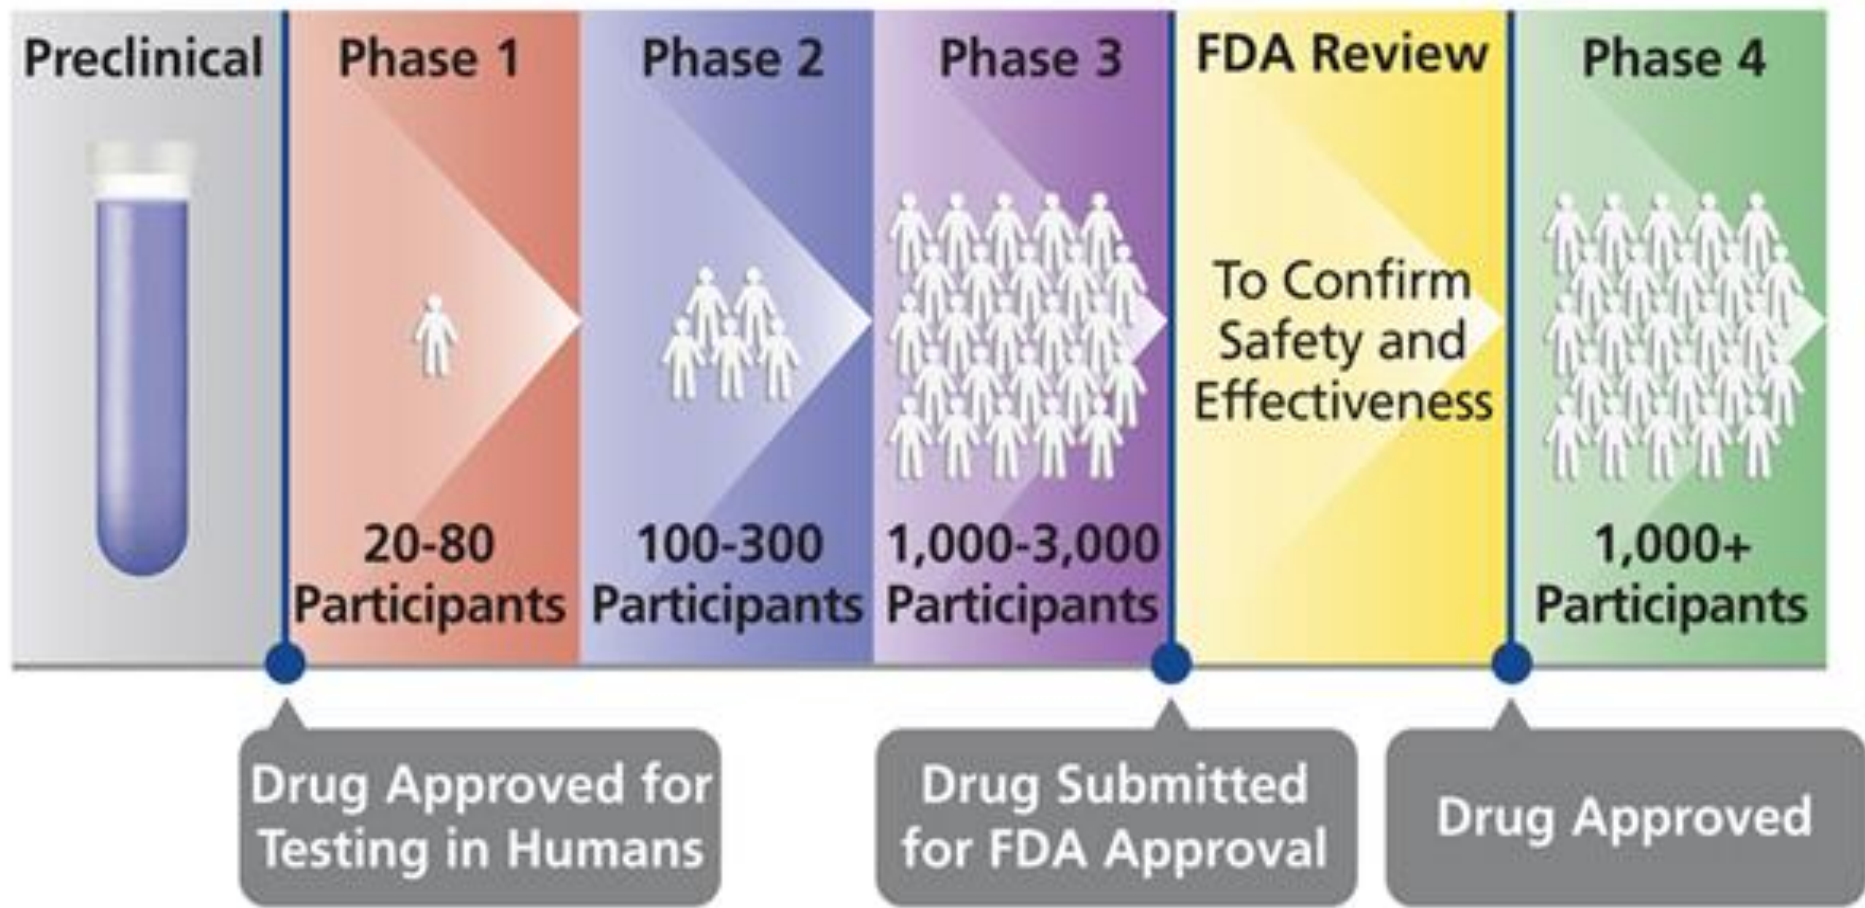 Preclinical
Phase 1
20-80
Participants
Phase 2
100-300
Participants
Phase 3
1,000-3,000
Participants
FDA Review
To Confirm
Safety and
Effectiveness
Phase 4
1,000+
Participants
Drug Approved for
Testing in Humans
Drug Submitted
for FDA Approval
Drug Approved